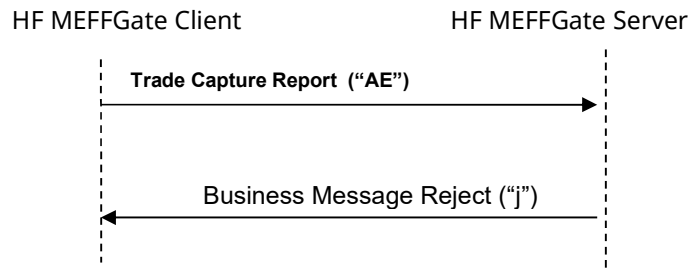 HF MEFFGate Client
HF MEFFGate Server
Trade Capture Report (“AE”)
Business Message Reject (“j”)